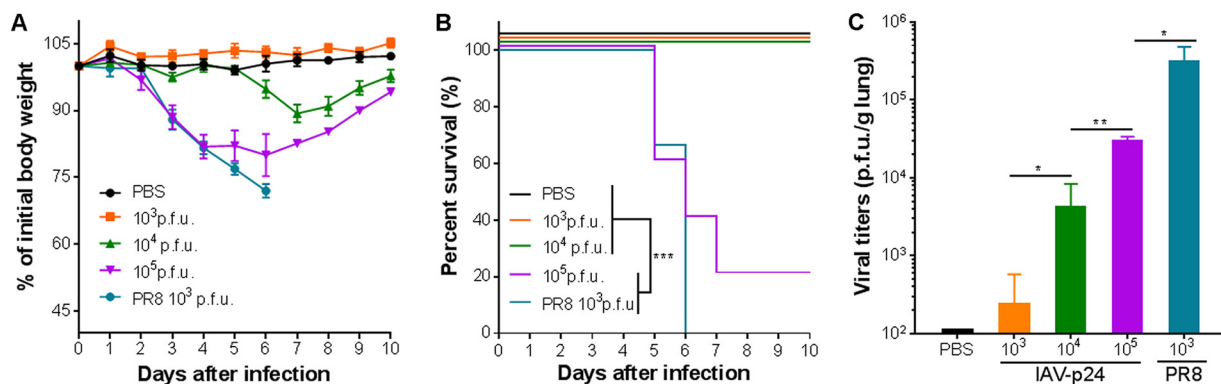 A
% of initial body weight
105
90
75
60
45
PBS
10³p.f.u.
10⁴ p.f.u.
10⁵p.f.u.
PR8 10³ p.f.u.
0 1 2 3 4 5 6 7 8 9 10
Days after infection
B
Percent survival (%)
100
80
60
40
20
0
PBS
10³p.f.u.
10⁴ p.f.u.
10⁵p.f.u.
PR8 10³p.f.u
***
0 1 2 3 4 5 6 7 8 9 10
Days after infection
C
Viral titers (p.f.u./g lung)
10⁶
10⁵
10⁴
10³
10²
*
**
*
PBS 10³ 10⁴ 10⁵ 10³
IAV-p24 PR8